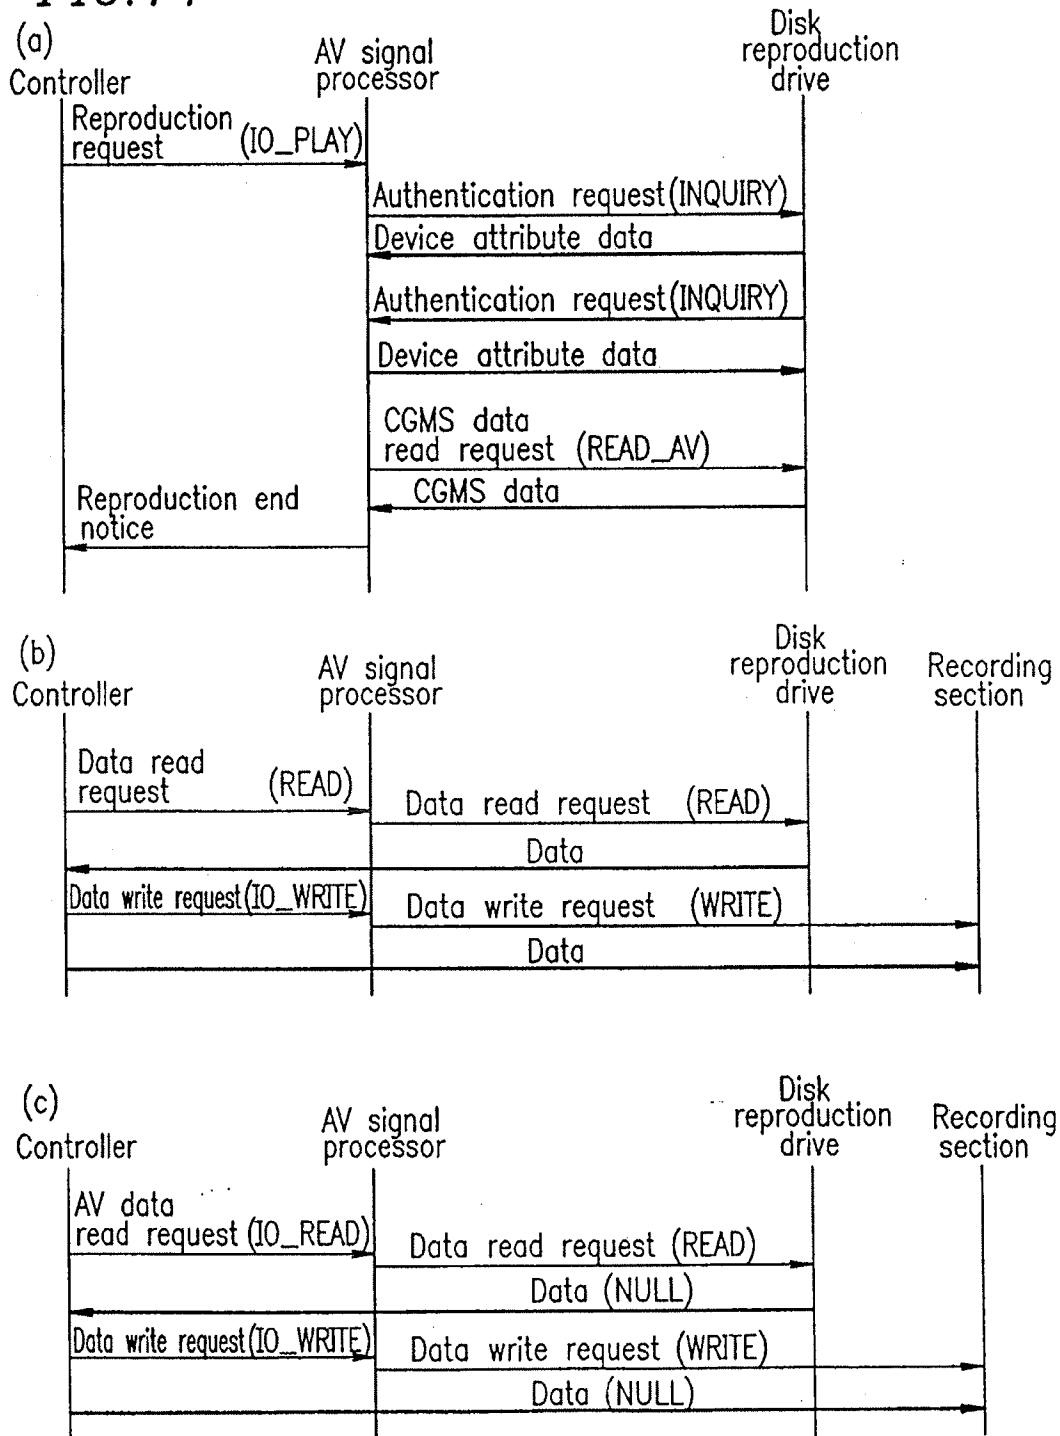 (a)
Controller
AV signal
processor
Disk
reproduction
drive
Reproduction
request (IO_PLAY)
Authentication request(INQUIRY)
Device attribute data
Authentication request(INQUIRY)
Device attribute data
CGMS data
read request (READ_AV)
CGMS data
Reproduction end
notice
(b)
Controller
AV signal
processor
Disk
reproduction
drive
Recording
section
Data read
request (READ)
Data read request (READ)
Data
Data write request(IO_WRITE)
Data write request (WRITE)
Data
(c)
Controller
AV signal
processor
Disk
reproduction
drive
Recording
section
AV data
read request(IO_READ)
Data read request (READ)
Data (NULL)
Data write request(IO_WRITE)
Data write request (WRITE)
Data (NULL)